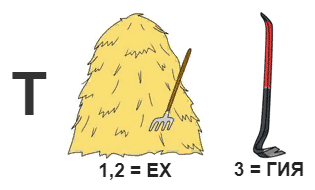 Т
1,2 = ЕХ
3 = ГИЯ